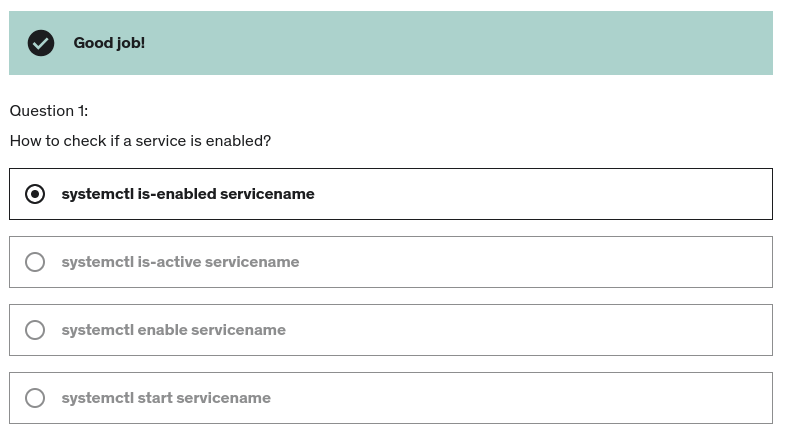 Good job!
Question 1:
How to check if a service is enabled?
systemctl is-enabled servicename
systemctl is-active servicename
systemctl enable servicename
systemctl start servicename